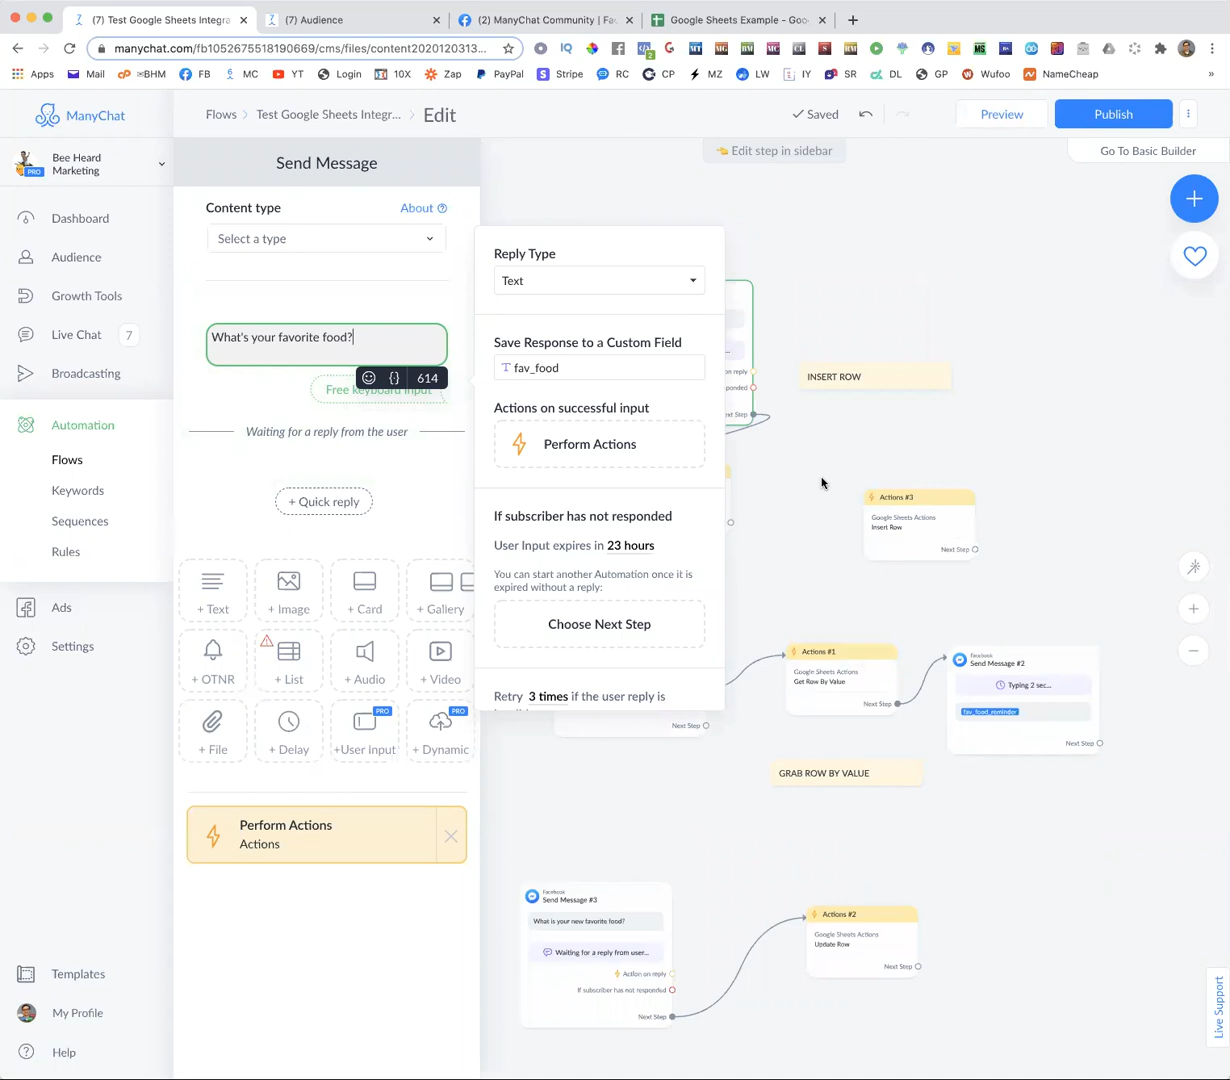 (7) Test Google Sheets Integra
(7) Audience
(2) ManyChat Community | Fa
Google Sheets Example - Goo
manychat.com/fb1052675518190669/cms/files/content2020120313...
Apps
Mail
=BHM
FB
MC
YT
Login
10X
Zap
PayPal
Stripe
RC
CP
MZ
LW
IY
SR
DL
GP
Wufoo
NameCheap
»
ManyChat
Flows
Test Google Sheets Integr...
Edit
Saved
Preview
Publish
Bee Heard
Marketing
PRO
Send Message
Edit step in sidebar
Go To Basic Builder
Dashboard
Audience
Growth Tools
Live Chat
7
Broadcasting
Automation
Flows
Keywords
Sequences
Rules
Ads
Settings
Templates
My Profile
Help
Content type
About
Select a type
What's your favorite food?
614
Free keyboard input
Waiting for a reply from the user
+ Quick reply
+ Text
+ Image
+ Card
+ Gallery
+ OTNR
+ List
+ Audio
+ Video
+ File
+ Delay
PRO
+User Input
PRO
+ Dynamic
Perform Actions
Actions
Reply Type
Text
Save Response to a Custom Field
fav_food
Actions on successful input
Perform Actions
If subscriber has not responded
User Input expires in 23 hours
You can start another Automation once it is
expired without a reply:
Choose Next Step
Retry 3 times if the user reply is
INSERT ROW
Actions #3
Google Sheets Actions
Insert Row
Next Step
Actions #1
Google Sheets Actions
Get Row By Value
Next Step
Facebook
Send Message #2
Typing 2 sec...
fav_food_reminder
Next Step
Next Step
GRAB ROW BY VALUE
Facebook
Send Message #3
What is your new favorite food?
Waiting for a reply from user...
Action on reply
If subscriber has not responded
Next Step
Actions #2
Google Sheets Actions
Update Row
Next Step
Live Support